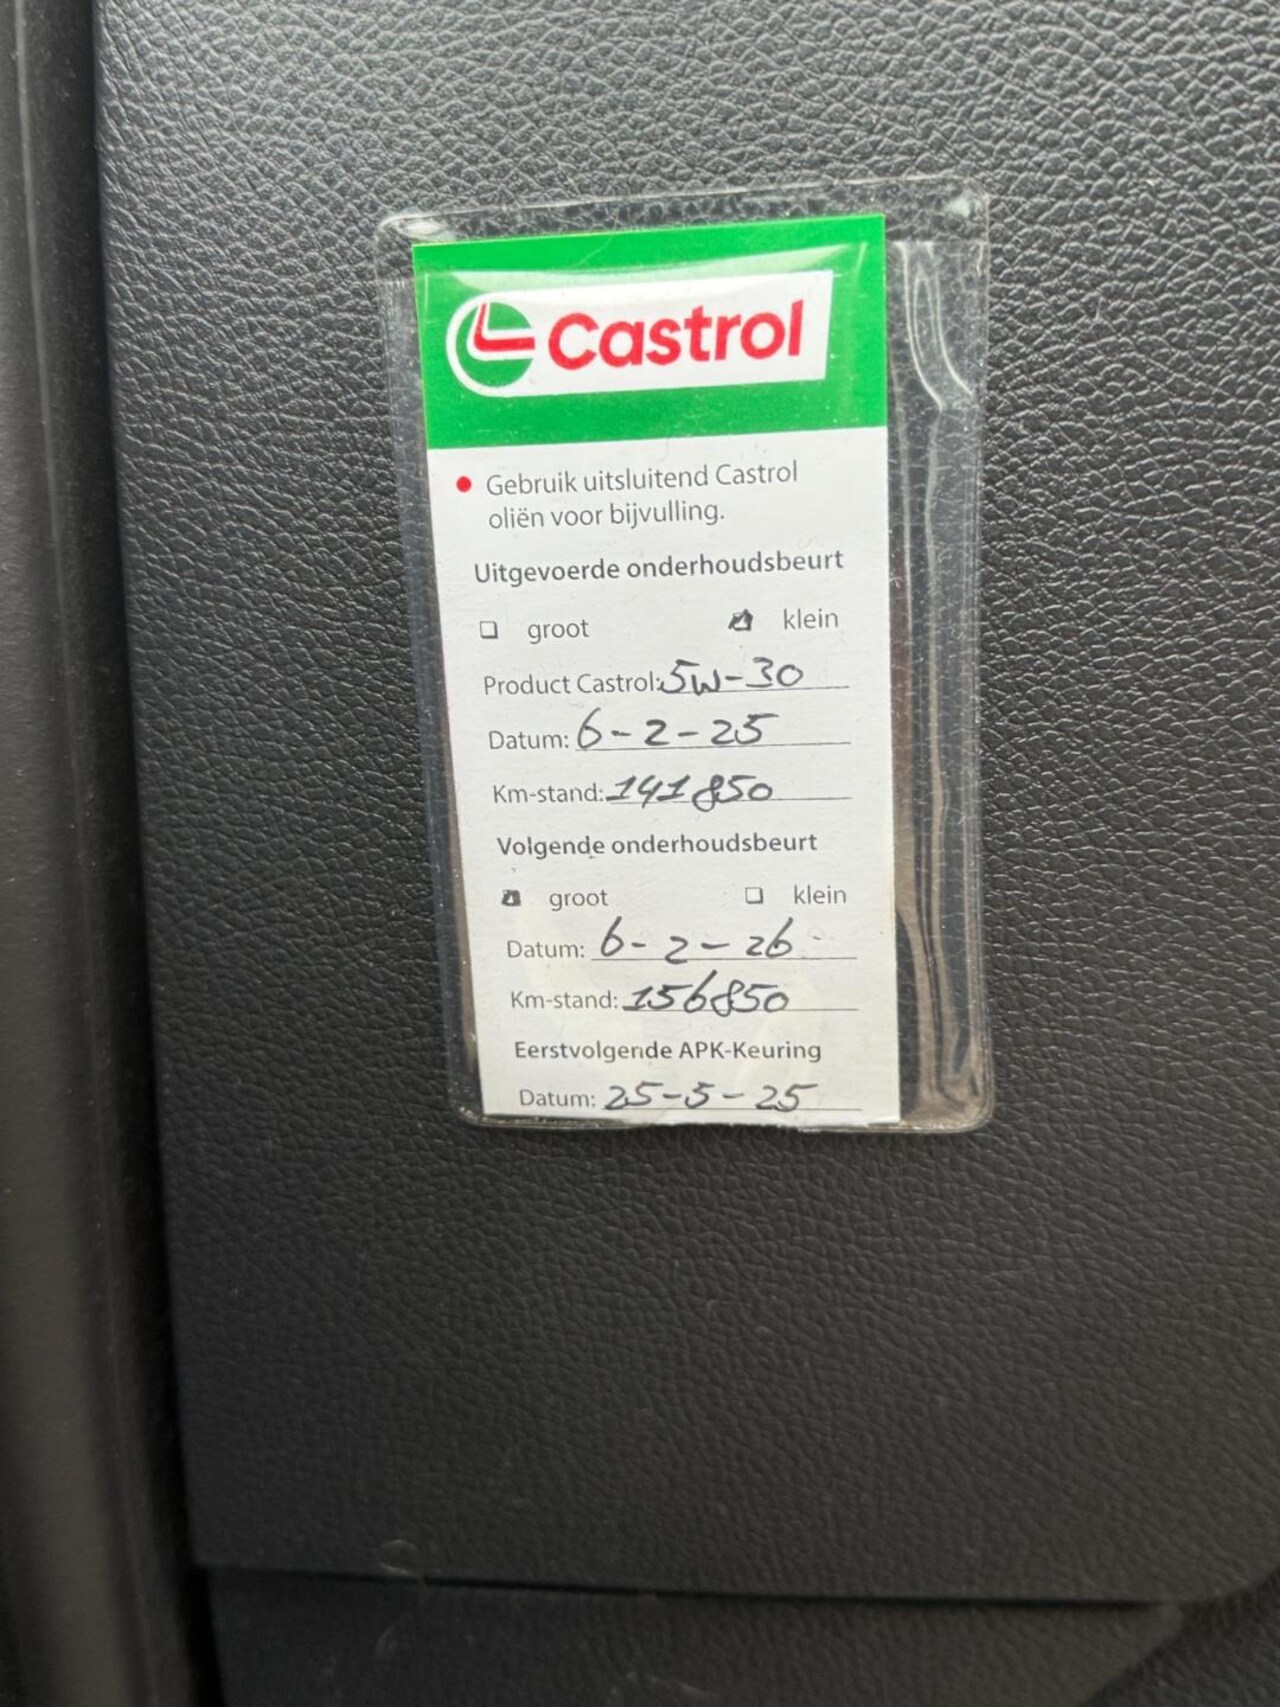 Castrol
Gebruik uitsluitend Castrol
oliën voor bijvulling.
Uitgevoerde onderhoudsbeurt
groot klein
Product Castrol: 5W-30
Datum: 6-2-25
Km-stand: 141850
Volgende onderhoudsbeurt
groot klein
Datum: 6-2-26
Km-stand: 156850
Eerstvolgende APK-Keuring
Datum: 25-5-25